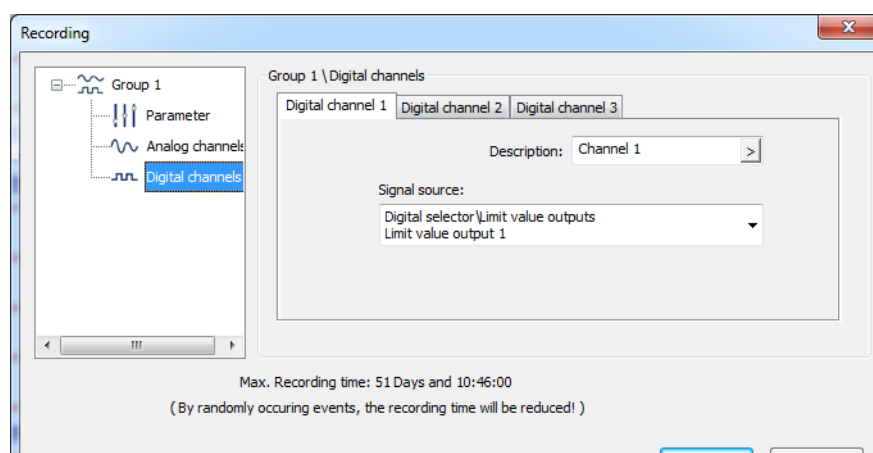 Recording
Group 1
Parameter
Analog channels
Digital channels
Group 1 \ Digital channels
Digital channel 1
Digital channel 2
Digital channel 3
Description:
Channel 1
>
Signal source:
Digital selector\Limit value outputs
Limit value output 1
Max. Recording time: 51 Days and 10:46:00
( By randomly occuring events, the recording time will be reduced! )